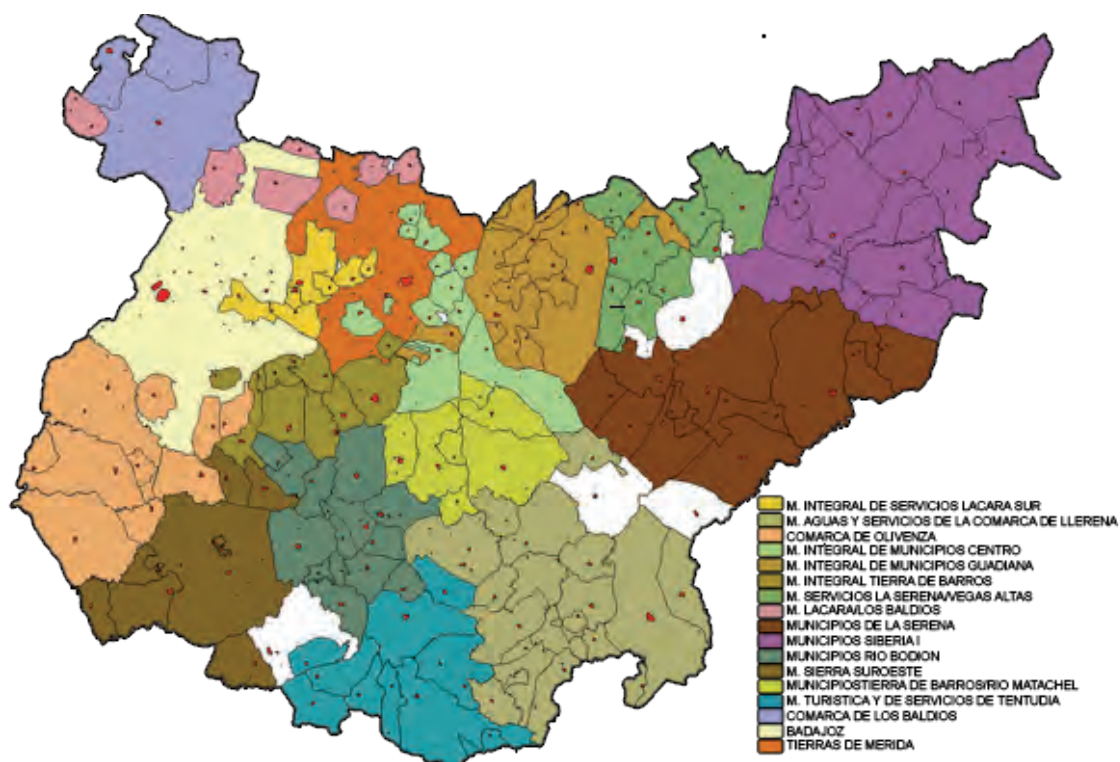 M. INTEGRAL DE SERVICIOS LACARA SUR
M. AGUAS Y SERVICIOS DE LA COMARCA DE LLERENA
COMARCA DE OLIVENZA
M. INTEGRAL DE MUNICIPIOS CENTRO
M. INTEGRAL DE MUNICIPIOS GUADIANA
M. INTEGRAL TIERRA DE BARROS
M. SERVICIOS LA SERENA/VEGAS ALTAS
M. LACARA/LOS BALDIOS
MUNICIPIOS DE LA SERENA
MUNICIPIOS SIBERIA I
MUNICIPIOS RIO BODION
M. SIERRA SUROESTE
MUNICIPIOSTIERRA DE BARROS/RIO MATACHEL
M. TURISTICA Y DE SERVICIOS DE TENTUDIA
COMARCA DE LOS BALDIOS
BADAJOZ
TIERRAS DE MERIDA